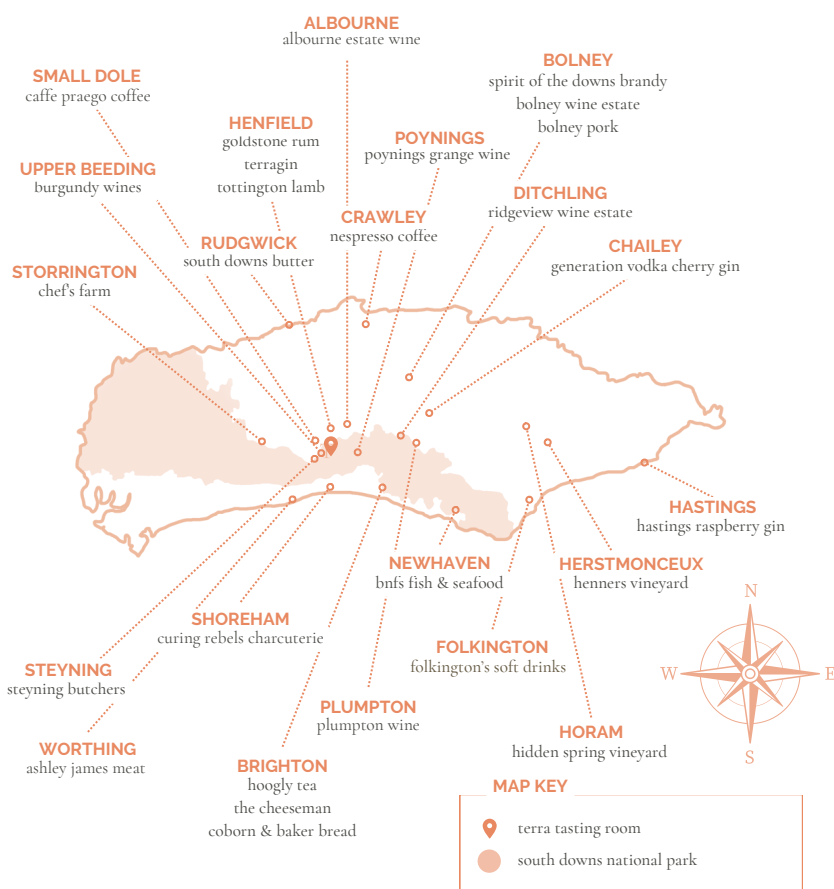 ALBOURNE
albourne estate wine
BOLNEY
spirit of the downs brandy
bolney wine estate
bolney pork
SMALL DOLE
caffe praego coffee
HENFIELD
goldstone rum
terragin
tottington lamb
POYNINGS
poynings grange wine
UPPER BEEDING
burgundy wines
DITCHLING
ridgeview wine estate
CRAWLEY
nespresso coffee
RUDGWICK
south downs butter
CHAILEY
generation vodka cherry gin
STORRINGTON
chef's farm
HASTINGS
hastings raspberry gin
NEWHAVEN
bnfs fish & seafood
HERSTMONCEUX
henners vineyard
SHOREHAM
curing rebels charcuterie
FOLKINGTON
folkington's soft drinks
STEYNING
steyning butchers
PLUMPTON
plumpton wine
HORAM
hidden spring vineyard
WORTHING
ashley james meat
BRIGHTON
hoogly tea
the cheeseman
coborn & baker bread
N
W
E
S
MAP KEY
terra tasting room
south downs national park